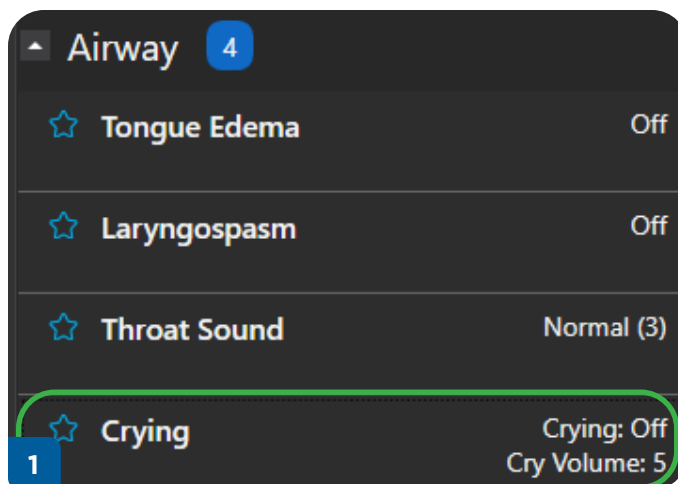 Airway 4
Tongue Edema Off
Laryngospasm Off
Throat Sound Normal (3)
Crying Crying: Off
1 Cry Volume: 5